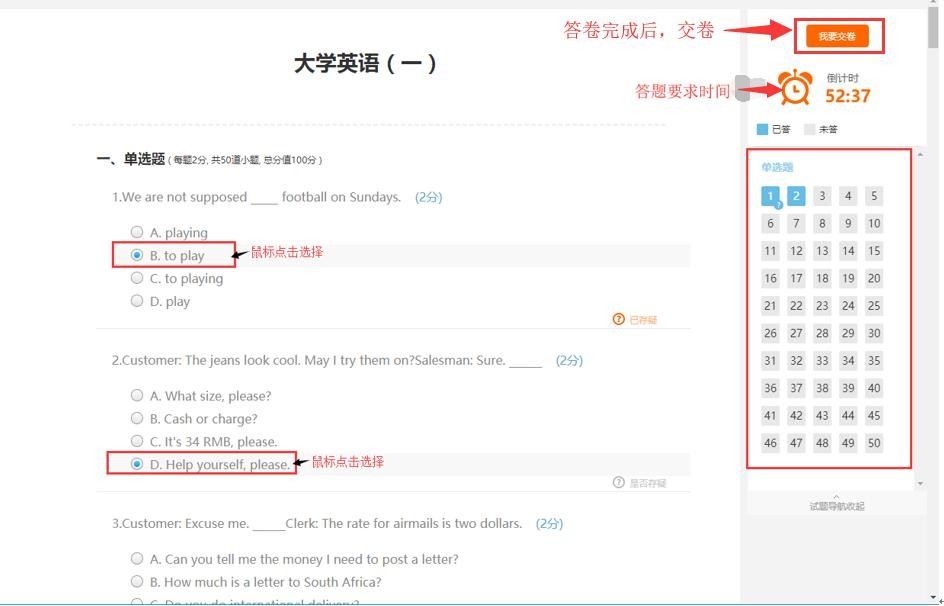 答卷完成后，交卷
我要交卷
大学英语（一）
答题要求时间
倒计时
52:37
已答 未答
一、单选题（每题2分, 共50道小题, 总分值100分）
1.We are not supposed ____ football on Sundays. (2分)
A. playing
B. to play
鼠标点击选择
C. to playing
D. play
已存疑
2.Customer: The jeans look cool. May I try them on?Salesman: Sure. _____ (2分)
A. What size, please?
B. Cash or charge?
C. It's 34 RMB, please.
D. Help yourself, please.
鼠标点击选择
是否存疑
3.Customer: Excuse me. _____Clerk: The rate for airmails is two dollars. (2分)
A. Can you tell me the money I need to post a letter?
B. How much is a letter to South Africa?
C. Do you do international delivery?
单选题
1 2 3 4 5
6 7 8 9 10
11 12 13 14 15
16 17 18 19 20
21 22 23 24 25
26 27 28 29 30
31 32 33 34 35
36 37 38 39 40
41 42 43 44 45
46 47 48 49 50
试题导航收起